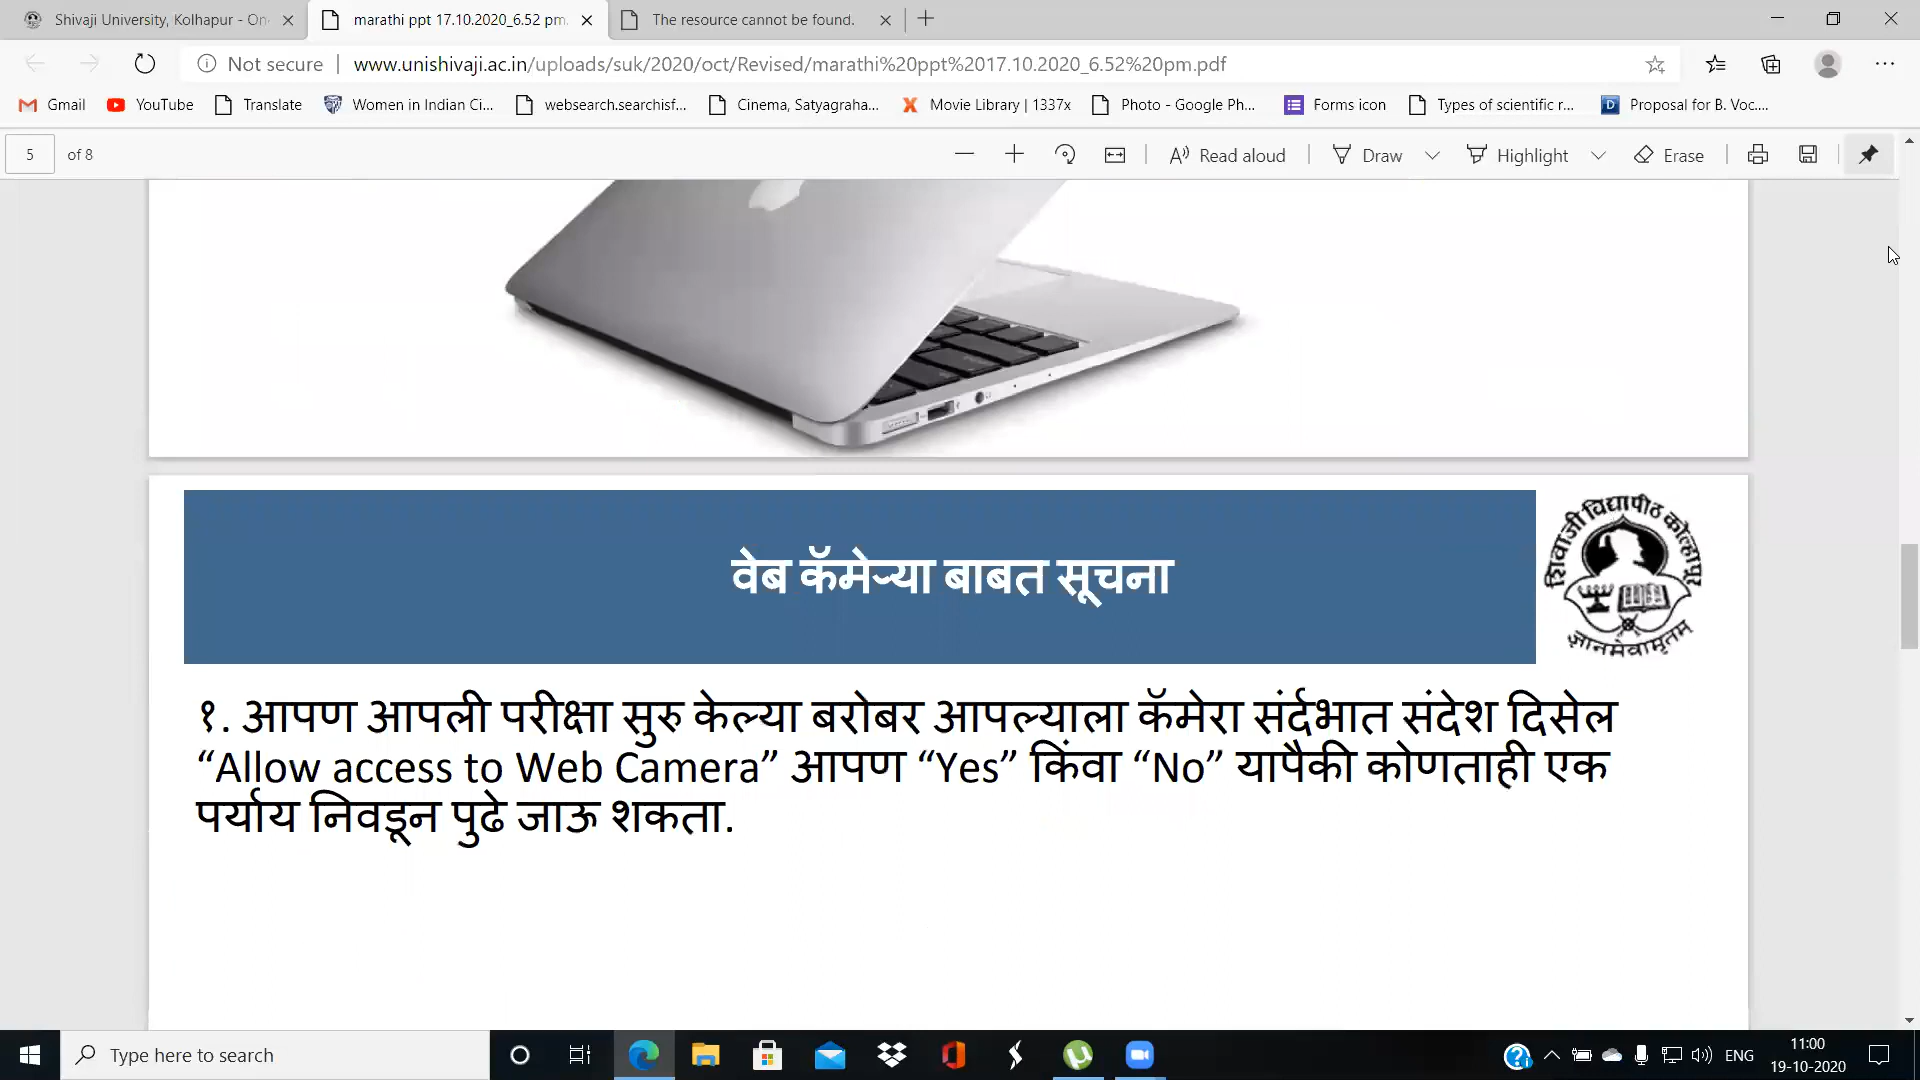 Shivaji University, Kolhapur - On
marathi ppt 17.10.2020_6.52 pm.
The resource cannot be found.
Not secure
www.unishivaji.ac.in/uploads/suk/2020/oct/Revised/marathi%20ppt%2017.10.2020_6.52%20pm.pdf
Gmail YouTube Translate Women in Indian Ci... websearch.searchisf... Cinema, Satyagraha... Movie Library | 1337x Photo - Google Ph... Forms icon Types of scientific r... Proposal for B. Voc....
5 of 8 Read aloud Draw Highlight Erase
वेब कॅमेऱ्या बाबत सूचना
शिवाजी विद्यापीठ कोल्हापूर
ज्ञानमेवामृतम्
१. आपण आपली परीक्षा सुरु केल्या बरोबर आपल्याला कॅमेरा संर्दभात संदेश दिसेल
“Allow access to Web Camera” आपण “Yes” किंवा “No” यापैकी कोणताही एक
पर्याय निवडून पुढे जाऊ शकता.
Type here to search
ENG
11:00
19-10-2020